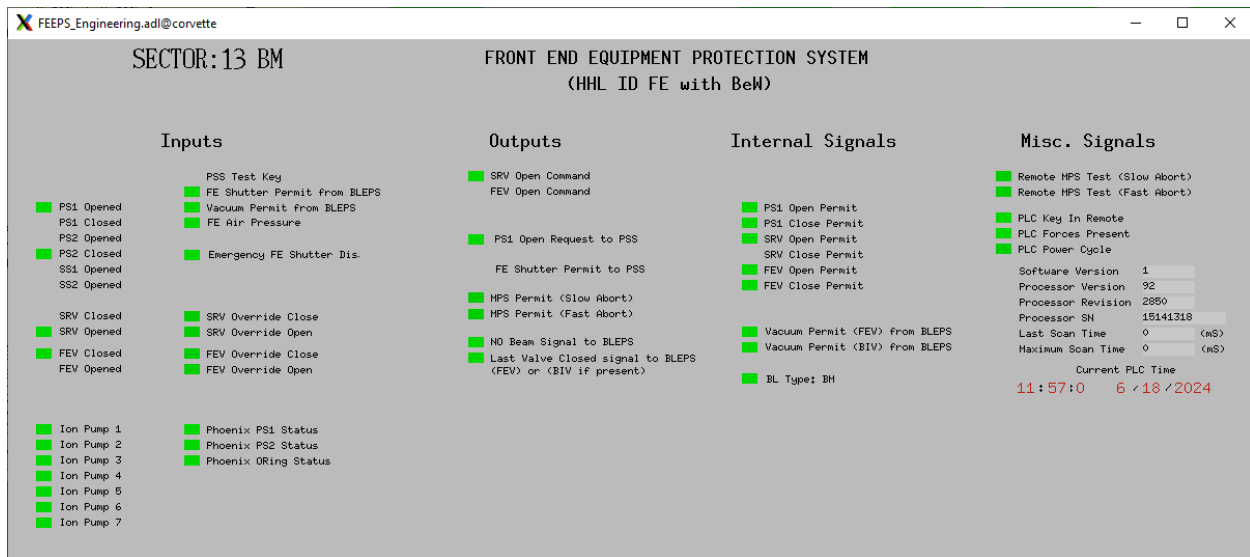 FEEPS_Engineering.adl@corvette
SECTOR:13 BM
FRONT END EQUIPMENT PROTECTION SYSTEM
(HHL ID FE with BeW)
Inputs
PS1 Opened
PS1 Closed
PS2 Opened
PS2 Closed
SS1 Opened
SS2 Opened
SRV Closed
SRV Opened
FEV Closed
FEV Opened
Ion Pump 1
Ion Pump 2
Ion Pump 3
Ion Pump 4
Ion Pump 5
Ion Pump 6
Ion Pump 7
PSS Test Key
FE Shutter Permit from BLEPS
Vacuum Permit from BLEPS
FE Air Pressure
Emergency FE Shutter Dis.
SRV Override Close
SRV Override Open
FEV Override Close
FEV Override Open
Phoenix PS1 Status
Phoenix PS2 Status
Phoenix ORing Status
Outputs
SRV Open Command
FEV Open Command
PS1 Open Request to PSS
FE Shutter Permit to PSS
MPS Permit (Slow Abort)
MPS Permit (Fast Abort)
NO Beam Signal to BLEPS
Last Valve Closed signal to BLEPS
(FEV) or (BIV if present)
Internal Signals
PS1 Open Permit
PS1 Close Permit
SRV Open Permit
SRV Close Permit
FEV Open Permit
FEV Close Permit
Vacuum Permit (FEV) from BLEPS
Vacuum Permit (BIV) from BLEPS
BL Type: BM
Misc. Signals
Remote MPS Test (Slow Abort)
Remote MPS Test (Fast Abort)
PLC Key In Remote
PLC Forces Present
PLC Power Cycle
Software Version 1
Processor Version 92
Processor Revision 2850
Processor SN 15141318
Last Scan Time 0 (mS)
Maximum Scan Time 0 (mS)
Current PLC Time
11:57:0 6/18/2024